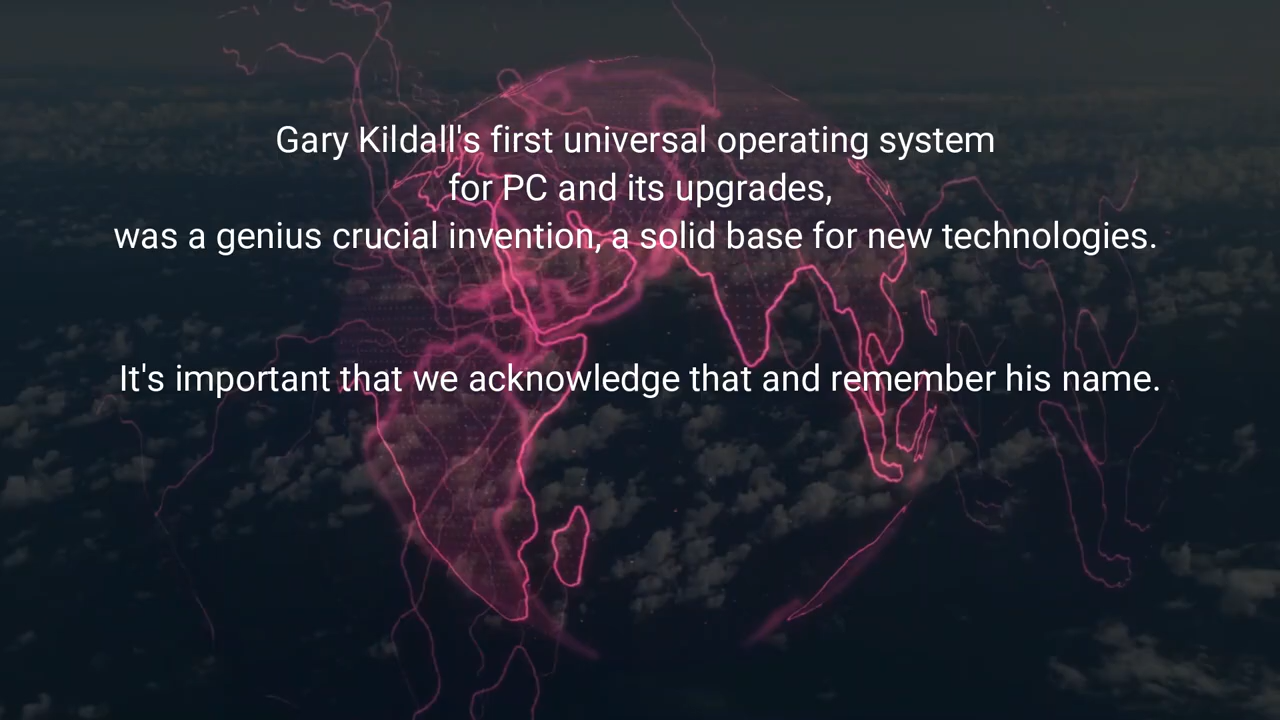 Gary Kildall's first universal operating system
for PC and its upgrades,
was a genius crucial invention, a solid base for new technologies.
It's important that we acknowledge that and remember his name.